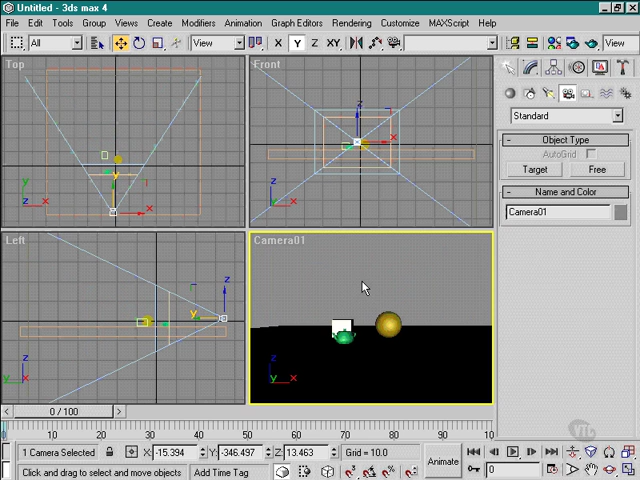 Untitled - 3ds max 4
File Edit Tools Group Views Create Modifiers Animation Graph Editors Rendering Customize MAXScript Help
All View X Y Z XY View
Top Front
Left Camera01
Standard
Object Type
AutoGrid
Target Free
Name and Color
Camera01
0 / 100
0 10 20 30 40 50 60 70 80 90 100
1 Camera Selected X: -15.394 Y: -346.497 Z: 13.463 Grid = 10.0 Animate
Click and drag to select and move objects Add Time Tag 0
VTC